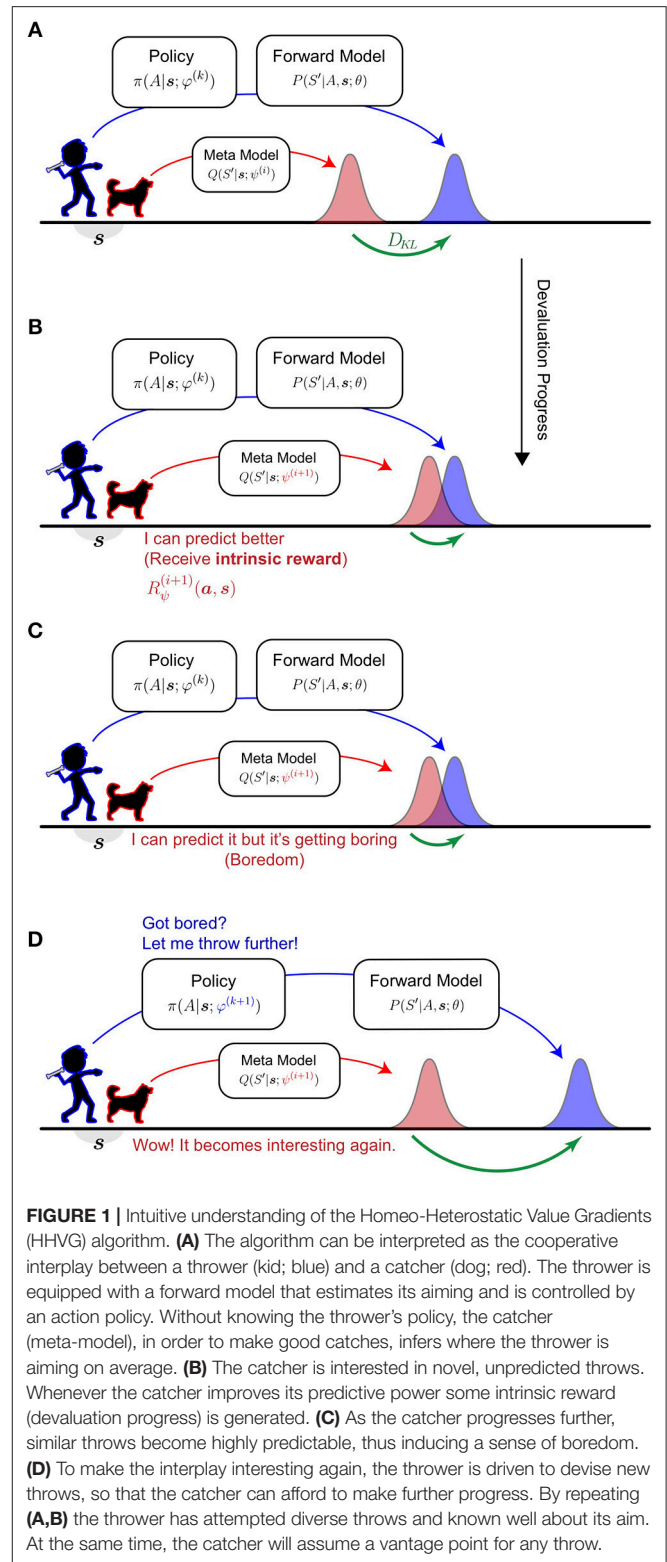 A
Policy
π(A|s; φ^(k))
Forward Model
P(S′|A, s; θ)
Meta Model
Q(S′|s; ψ^(i))
s
D_KL
Devaluation Progress
B
Policy
π(A|s; φ^(k))
Forward Model
P(S′|A, s; θ)
Meta Model
Q(S′|s; ψ^(i+1))
s
I can predict better
(Receive intrinsic reward)
R_ψ^(i+1)(a, s)
C
Policy
π(A|s; φ^(k))
Forward Model
P(S′|A, s; θ)
Meta Model
Q(S′|s; ψ^(i+1))
s
I can predict it but it's getting boring
(Boredom)
D
Got bored?
Let me throw further!
Policy
π(A|s; φ^(k+1))
Forward Model
P(S′|A, s; θ)
Meta Model
Q(S′|s; ψ^(i+1))
s
Wow! It becomes interesting again.
FIGURE 1 | Intuitive understanding of the Homeo-Heterostatic Value Gradients
(HHVG) algorithm. (A) The algorithm can be interpreted as the cooperative
interplay between a thrower (kid; blue) and a catcher (dog; red). The thrower is
equipped with a forward model that estimates its aiming and is controlled by
an action policy. Without knowing the thrower's policy, the catcher
(meta-model), in order to make good catches, infers where the thrower is
aiming on average. (B) The catcher is interested in novel, unpredicted throws.
Whenever the catcher improves its predictive power some intrinsic reward
(devaluation progress) is generated. (C) As the catcher progresses further,
similar throws become highly predictable, thus inducing a sense of boredom.
(D) To make the interplay interesting again, the thrower is driven to devise new
throws, so that the catcher can afford to make further progress. By repeating
(A,B) the thrower has attempted diverse throws and known well about its aim.
At the same time, the catcher will assume a vantage point for any throw.